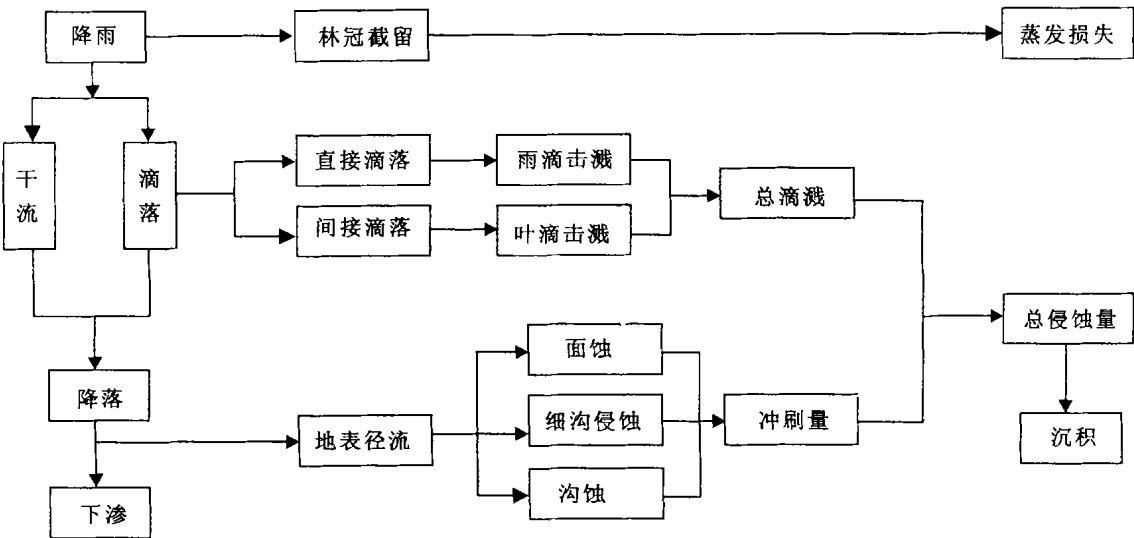 降雨
林冠截留
蒸发损失
干流
滴落
直接滴落
雨滴击溅
间接滴落
叶滴击溅
总滴溅
总侵蚀量
面蚀
降落
细沟侵蚀
冲刷量
地表径流
沉积
沟蚀
下渗